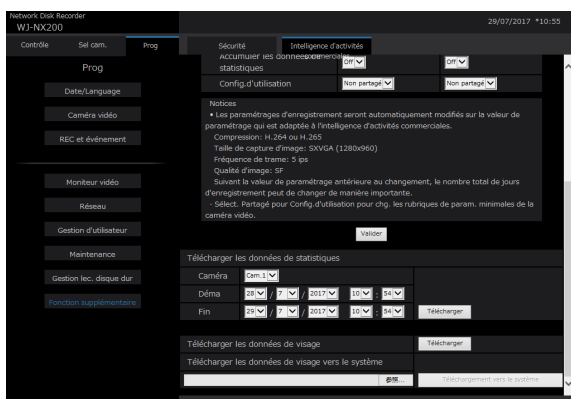 Network Disk Recorder
WJ-NX200
29/07/2017 *10:55
Contrôle Sel cam. Prog
Sécurité Intelligence d'activités
commerciales
Prog
Date/Language
Caméra vidéo
REC et événement
Moniteur vidéo
Réseau
Gestion d'utilisateur
Maintenance
Gestion lec. disque dur
Fonction supplémentaire
Accumuler les données de
statistiques
Off Off
Config.d'utilisation Non partagé Non partagé
Notices
• Les paramétrages d'enregistrement seront automatiquement modifiés sur la valeur de
paramétrage qui est adaptée à l'intelligence d'activités commerciales.
Compression: H.264 ou H.265
Taille de capture d'image: SXVGA (1280x960)
Fréquence de trame: 5 ips
Qualité d'image: SF
Suivant la valeur de paramétrage antérieure au changement, le nombre total de jours
d'enregistrement peut de changer de manière importante.
- Sélect. Partagé pour Config.d'utilisation pour chg. les rubriques de param. minimales de la
caméra vidéo.
Valider
Télécharger les données de statistiques
Caméra Cam.1
Déma 28 / 7 / 2017 10 : 54
Fin 29 / 7 / 2017 10 : 54 Télécharger
Télécharger les données de visage Télécharger
Télécharger les données de visage vers le système
参照... Téléchargement vers le système